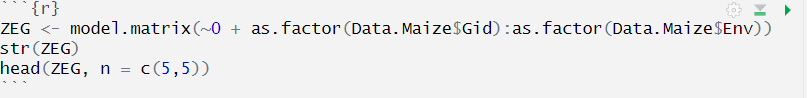 ```{r}
ZEG <- model.matrix(~0 + as.factor(Data.Maize$Gid):as.factor(Data.Maize$Env))
str(ZEG)
head(ZEG, n = c(5,5))
```